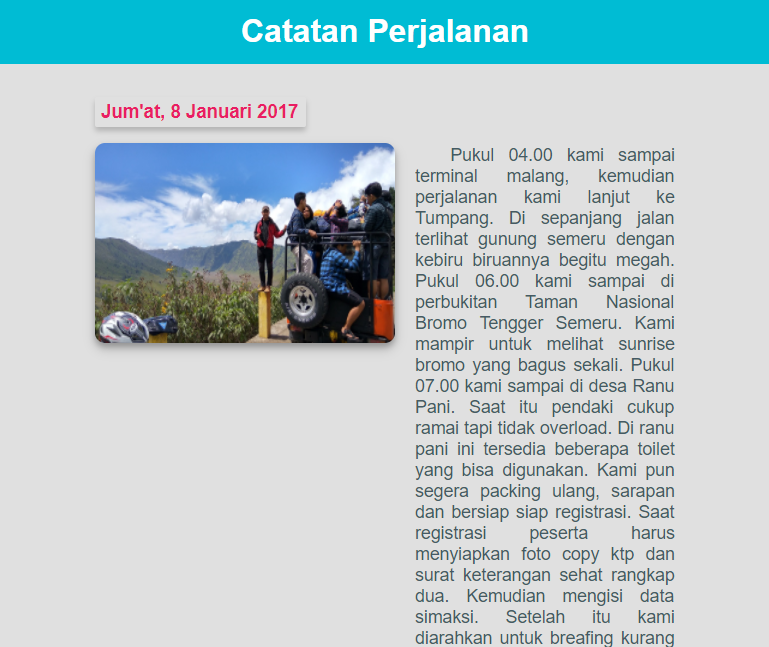 Catatan Perjalanan
Jum'at, 8 Januari 2017
Pukul 04.00 kami sampai
terminal malang, kemudian
perjalanan kami lanjut ke
Tumpang. Di sepanjang jalan
terlihat gunung semeru dengan
kebiru biruannya begitu megah.
Pukul 06.00 kami sampai di
perbukitan Taman Nasional
Bromo Tengger Semeru. Kami
mampir untuk melihat sunrise
bromo yang bagus sekali. Pukul
07.00 kami sampai di desa Ranu
Pani. Saat itu pendaki cukup
ramai tapi tidak overload. Di ranu
pani ini tersedia beberapa toilet
yang bisa digunakan. Kami pun
segera packing ulang, sarapan
dan bersiap siap registrasi. Saat
registrasi peserta harus
menyiapkan foto copy ktp dan
surat keterangan sehat rangkap
dua. Kemudian mengisi data
simaksi. Setelah itu kami
diarahkan untuk breafing kurang